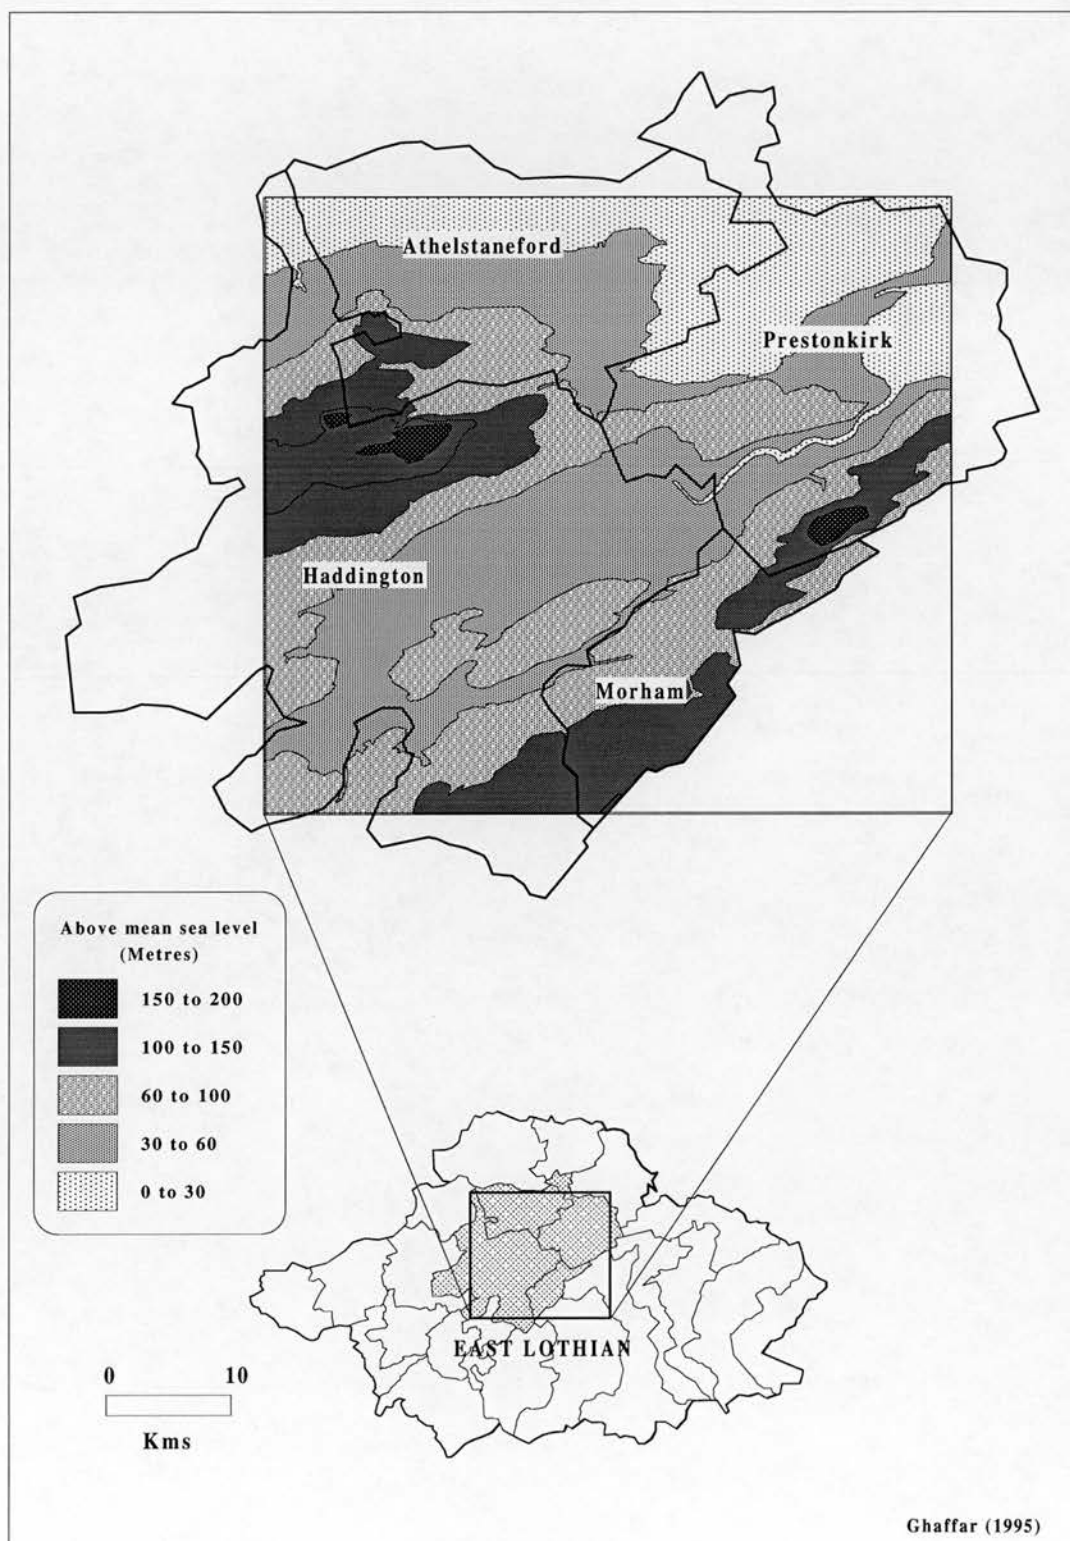 Athelstaneford
Prestonkirk
Haddington
Morham
Above mean sea level
(Metres)
150 to 200
100 to 150
60 to 100
30 to 60
0 to 30
EAST LOTHIAN
0 10
Kms
Ghaffar (1995)